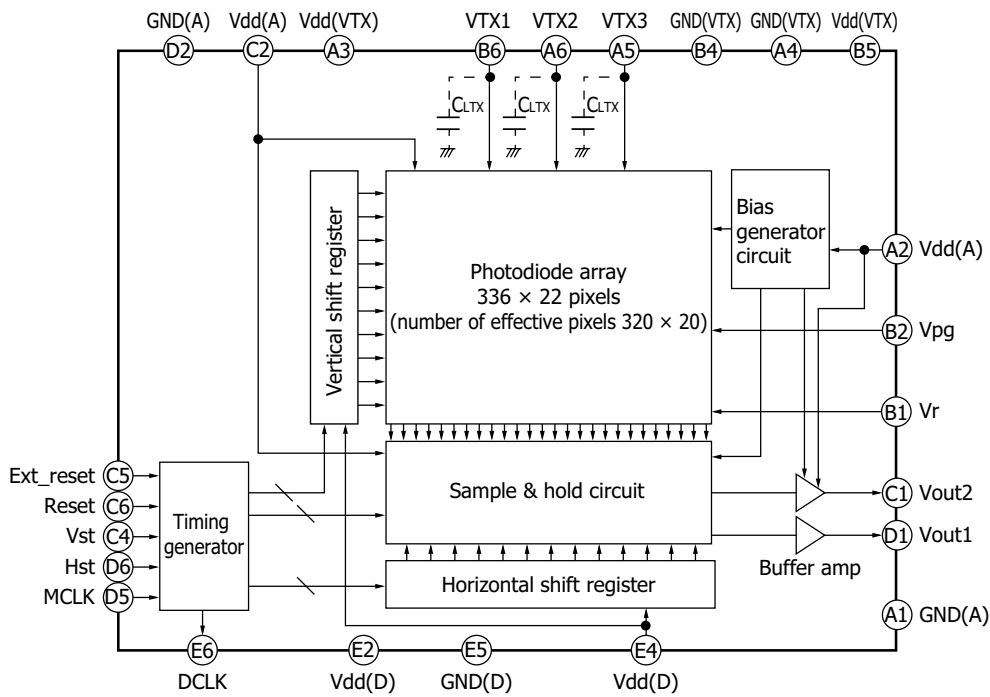 GND(A)
Vdd(A)
Vdd(VTX)
VTX1
VTX2
VTX3
GND(VTX)
GND(VTX)
Vdd(VTX)
D2
C2
A3
B6
A6
A5
B4
A4
B5
CLTX
CLTX
CLTX
Vertical shift register
Photodiode array
336 × 22 pixels
(number of effective pixels 320 × 20)
Bias
generator
circuit
A2 Vdd(A)
B2 Vpg
B1 Vr
Ext_reset C5
Reset C6
Vst C4
Hst D6
MCLK D5
Timing
generator
Sample & hold circuit
C1 Vout2
D1 Vout1
Buffer amp
Horizontal shift register
A1 GND(A)
E6
E2
E5
E4
DCLK
Vdd(D)
GND(D)
Vdd(D)